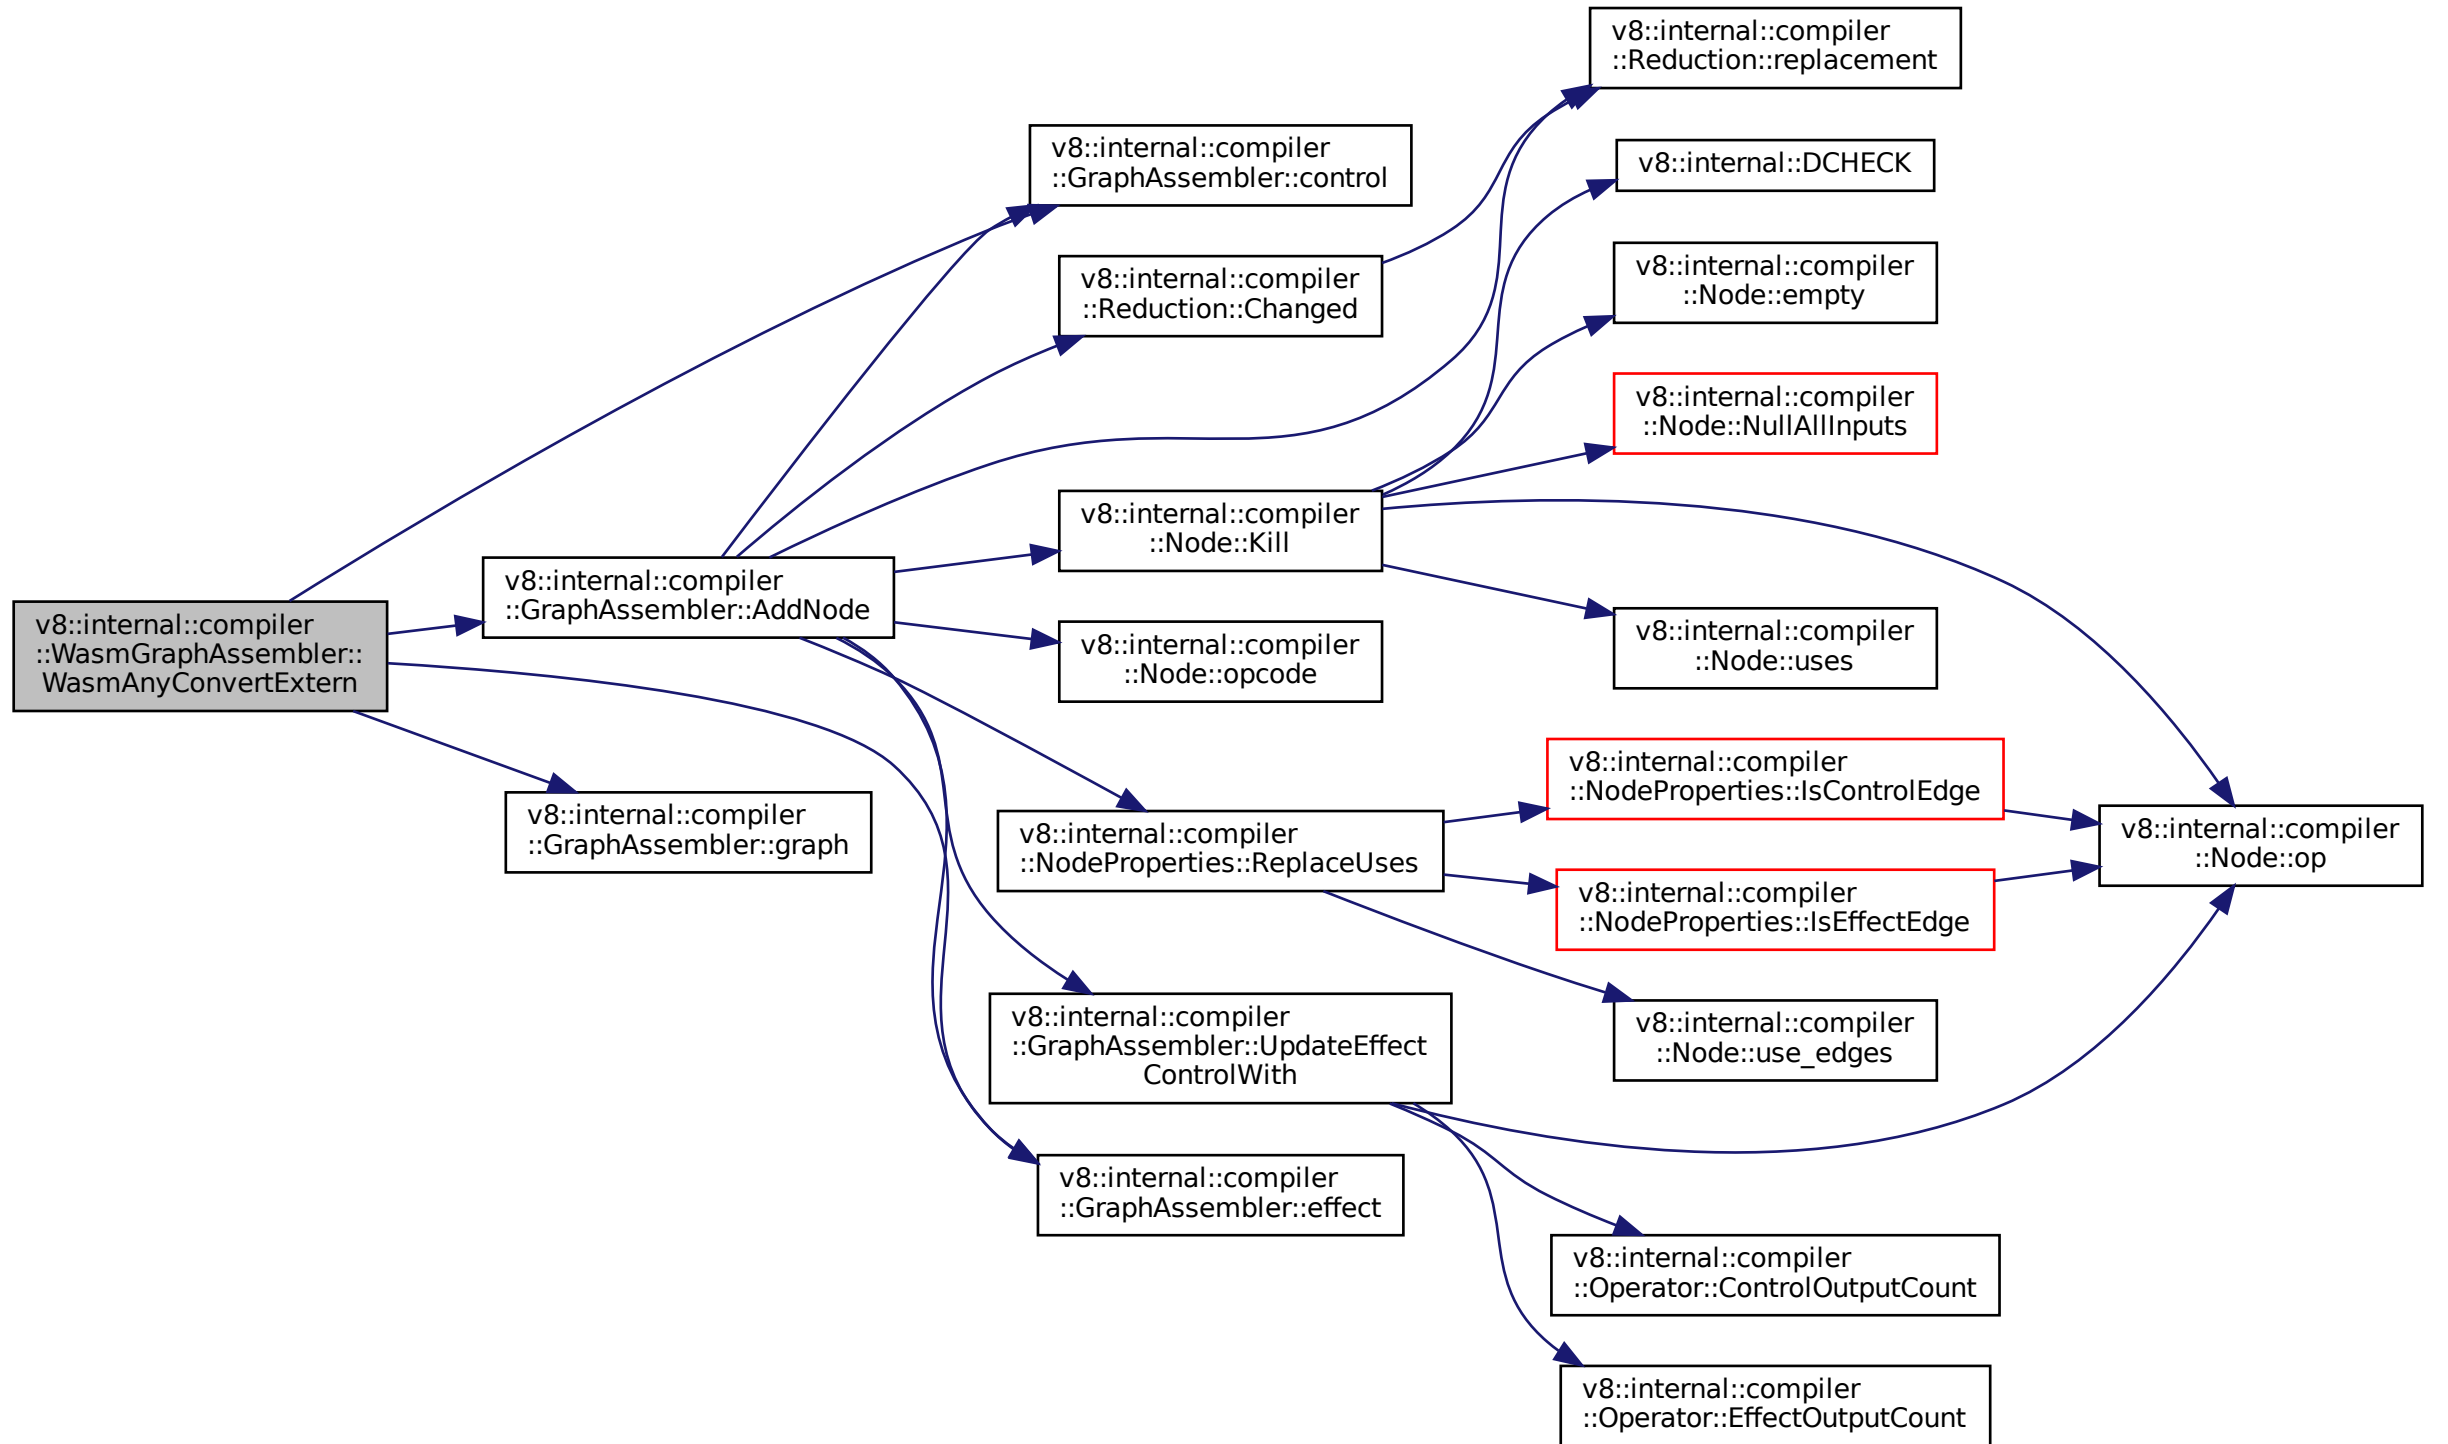 v8::internal::compiler
::WasmGraphAssembler::
WasmAnyConvertExtern
v8::internal::compiler
::GraphAssembler::AddNode
v8::internal::compiler
::GraphAssembler::graph
v8::internal::compiler
::GraphAssembler::control
v8::internal::compiler
::Reduction::Changed
v8::internal::compiler
::Node::Kill
v8::internal::compiler
::Node::opcode
v8::internal::compiler
::NodeProperties::ReplaceUses
v8::internal::compiler
::GraphAssembler::UpdateEffect
ControlWith
v8::internal::compiler
::GraphAssembler::effect
v8::internal::compiler
::Reduction::replacement
v8::internal::DCHECK
v8::internal::compiler
::Node::empty
v8::internal::compiler
::Node::NullAllInputs
v8::internal::compiler
::Node::uses
v8::internal::compiler
::NodeProperties::IsControlEdge
v8::internal::compiler
::NodeProperties::IsEffectEdge
v8::internal::compiler
::Node::use_edges
v8::internal::compiler
::Operator::ControlOutputCount
v8::internal::compiler
::Operator::EffectOutputCount
v8::internal::compiler
::Node::op